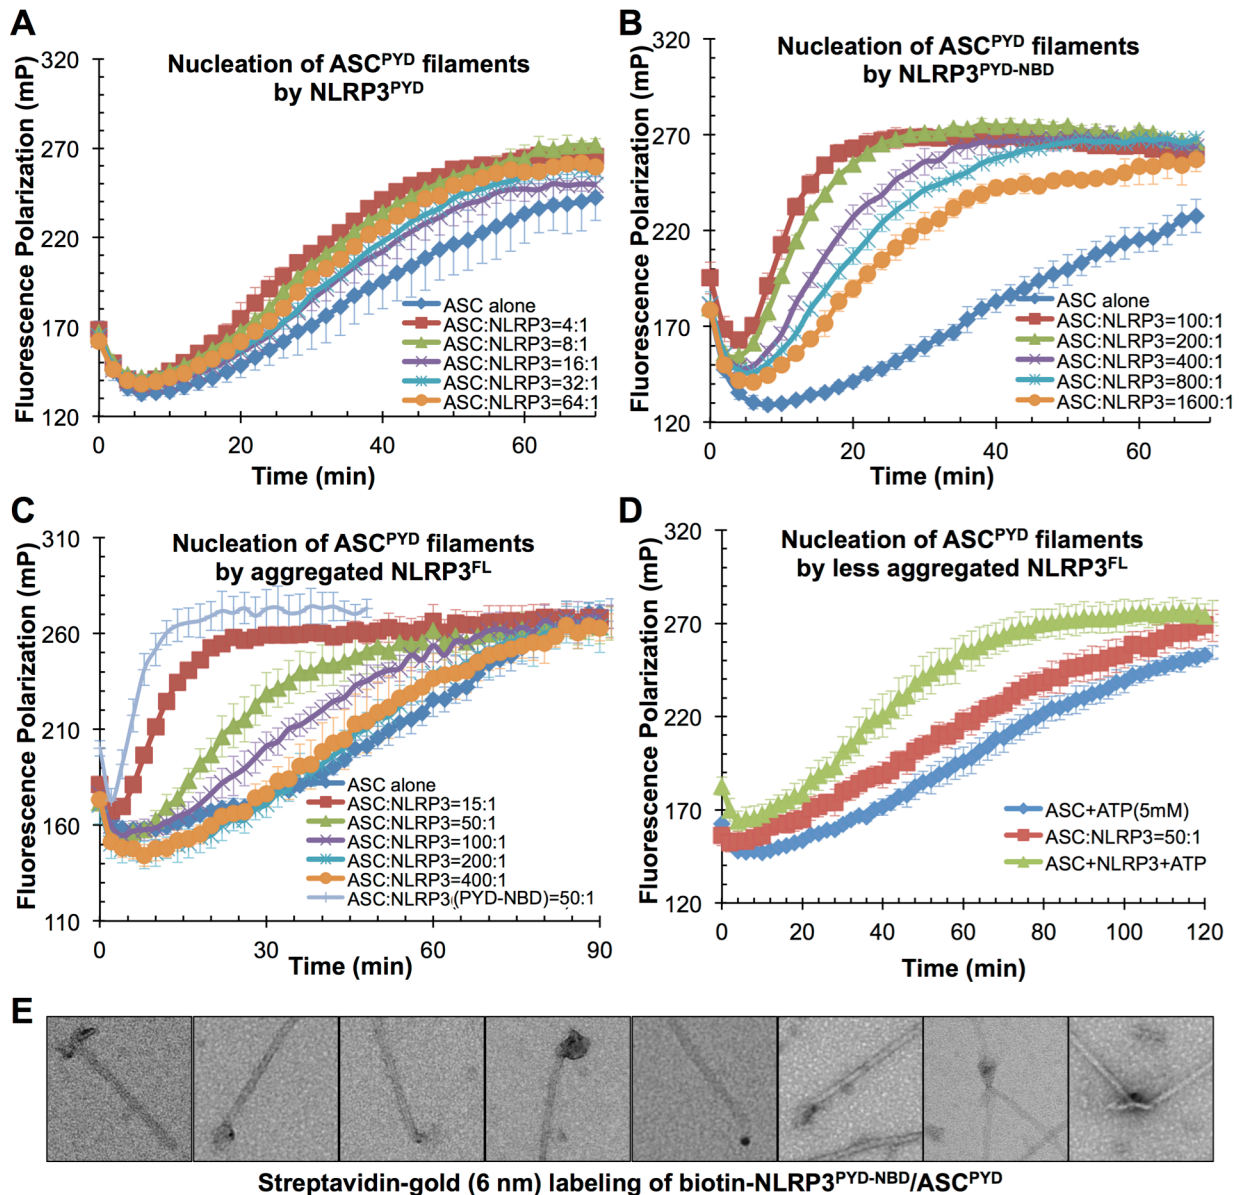 A
Nucleation of ASCPYD filaments
by NLRP3PYD
Fluorescence Polarization (mP)
320
270
220
170
120
0
20
40
60
Time (min)
ASC alone
ASC:NLRP3=4:1
ASC:NLRP3=8:1
ASC:NLRP3=16:1
ASC:NLRP3=32:1
ASC:NLRP3=64:1
B
Nucleation of ASCPYD filaments
by NLRP3PYD-NBD
Fluorescence Polarization (mP)
320
270
220
170
120
0
20
40
60
Time (min)
ASC alone
ASC:NLRP3=100:1
ASC:NLRP3=200:1
ASC:NLRP3=400:1
ASC:NLRP3=800:1
ASC:NLRP3=1600:1
C
Nucleation of ASCPYD filaments
by aggregated NLRP3FL
Fluorescence Polarization (mP)
310
260
210
160
110
0
30
60
90
Time (min)
ASC alone
ASC:NLRP3=15:1
ASC:NLRP3=50:1
ASC:NLRP3=100:1
ASC:NLRP3=200:1
ASC:NLRP3=400:1
ASC:NLRP3(PYD-NBD)=50:1
D
Nucleation of ASCPYD filaments
by less aggregated NLRP3FL
Fluorescence Polarization (mP)
320
270
220
170
120
0
20
40
60
80
100
120
Time (min)
ASC+ATP(5mM)
ASC:NLRP3=50:1
ASC+NLRP3+ATP
E
Streptavidin-gold (6 nm) labeling of biotin-NLRP3PYD-NBD/ASCPYD